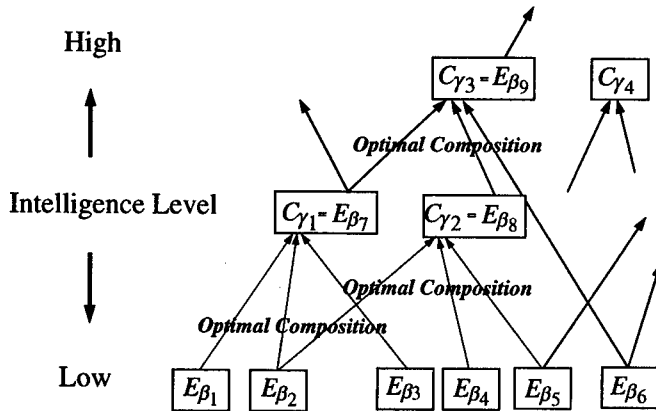 High
C_γ3 = E_β9
C_γ4
Optimal Composition
Intelligence Level
C_γ1 = E_β7
C_γ2 = E_β8
Optimal Composition
Optimal Composition
Low
E_β1
E_β2
E_β3
E_β4
E_β5
E_β6